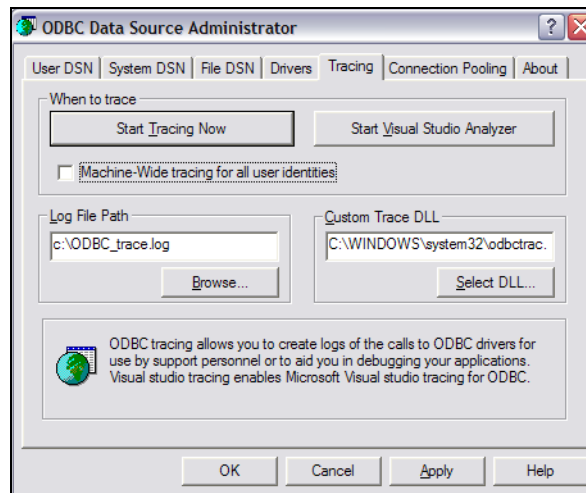 ODBC Data Source Administrator
User DSN System DSN File DSN Drivers Tracing Connection Pooling About
When to trace
Start Tracing Now Start Visual Studio Analyzer
Machine-Wide tracing for all user identities
Log File Path Custom Trace DLL
c:\ODBC_trace.log C:\WINDOWS\system32\odbctrac.
Browse... Select DLL...
ODBC tracing allows you to create logs of the calls to ODBC drivers for
use by support personnel or to aid you in debugging your applications.
Visual studio tracing enables Microsoft Visual studio tracing for ODBC.
OK Cancel Apply Help